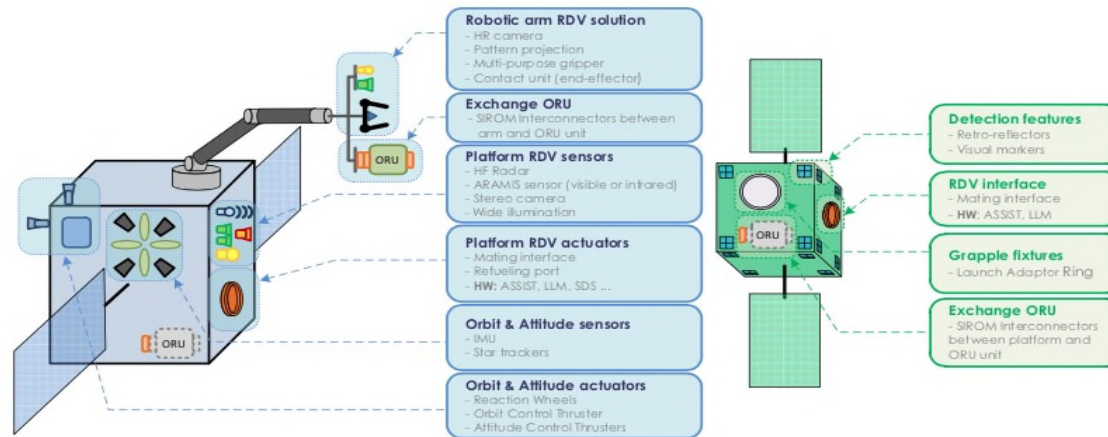 Robotic arm RDV solution
- HR camera
- Pattern projection
- Multi-purpose gripper
- Contact unit (end-effector)
Exchange ORU
- SIROM Interconnectors between
arm and ORU unit
Platform RDV sensors
- HF Radar
- ARAMIS sensor (visible or infrared)
- Stereo camera
- Wide illumination
Platform RDV actuators
- Mating interface
- Refueling port
- HW: ASSIST, LLM, SDS ...
Orbit & Attitude sensors
- IMU
- Star trackers
Orbit & Attitude actuators
- Reaction Wheels
- Orbit Control Thruster
- Attitude Control Thrusters
ORU
ORU
ORU
Detection features
- Retro-reflectors
- Visual markers
RDV interface
- Mating interface
- HW: ASSIST, LLM
Grapple fixtures
- Launch Adaptor Ring
Exchange ORU
- SIROM Interconnectors
between platform and
ORU unit